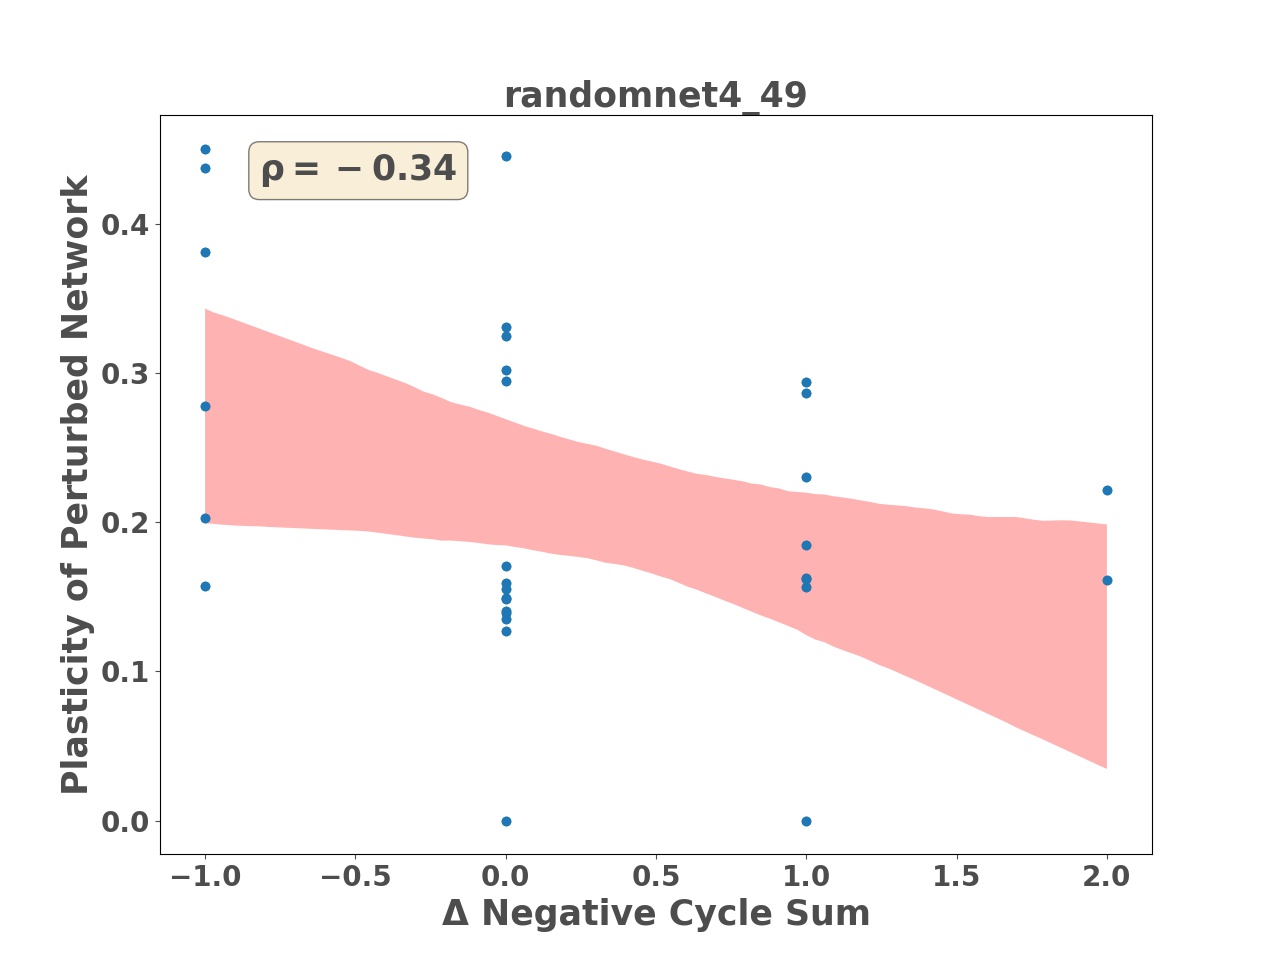 randomnet4_49
ρ = − 0.34
Plasticity of Perturbed Network
0.4
0.3
0.2
0.1
0.0
−1.0 −0.5 0.0 0.5 1.0 1.5 2.0
Δ Negative Cycle Sum